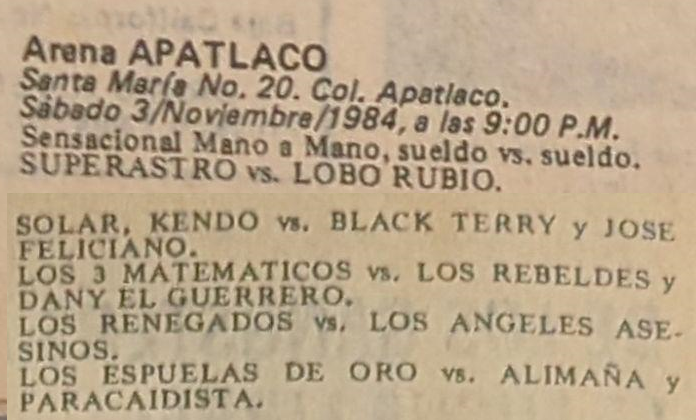 Arena APATLACO
Santa María No. 20. Col. Apatlaco.
Sábado 3/Noviembre/1984, a las 9:00 P.M.
Sensacional Mano a Mano, sueldo vs. sueldo.
SUPERASTRO vs. LOBO RUBIO.
SOLAR, KENDO vs. BLACK TERRY y JOSE
FELICIANO.
LOS 3 MATEMATICOS vs. LOS REBELDES y
DANY EL GUERRERO.
LOS RENEGADOS vs. LOS ANGELES ASE-
SINOS.
LOS ESPUELAS DE ORO vs. ALIMAÑA y
PARACAIDISTA.